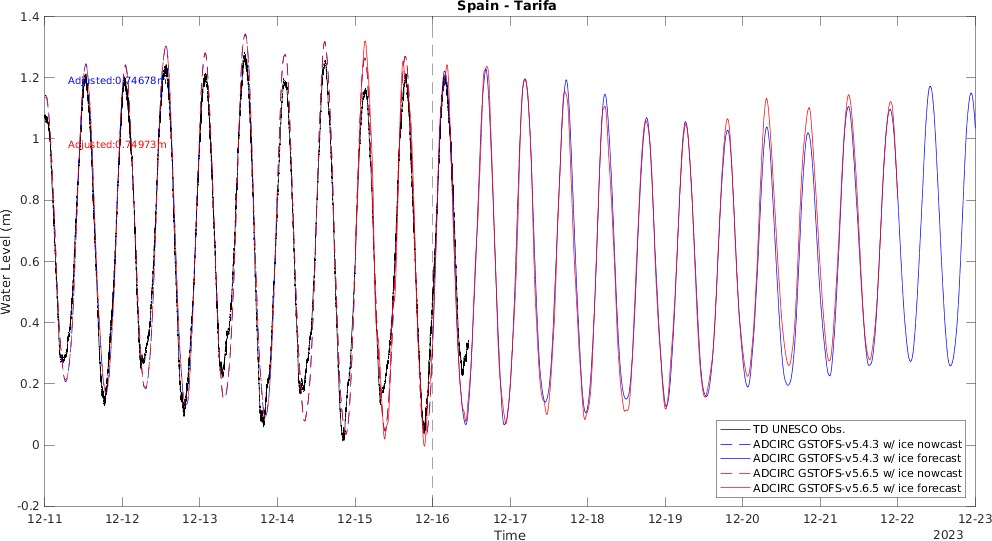 Spain - Tarifa
1.4
1.2
1
0.8
0.6
0.4
0.2
0
-0.2
Water Level (m)
Adjusted:0.74678m
Adjusted:0.74973m
TD UNESCO Obs.
ADCIRC GSTOFS-v5.4.3 w/ ice nowcast
ADCIRC GSTOFS-v5.4.3 w/ ice forecast
ADCIRC GSTOFS-v5.6.5 w/ ice nowcast
ADCIRC GSTOFS-v5.6.5 w/ ice forecast
12-11 12-12 12-13 12-14 12-15 12-16 12-17 12-18 12-19 12-20 12-21 12-22 12-23
Time
2023